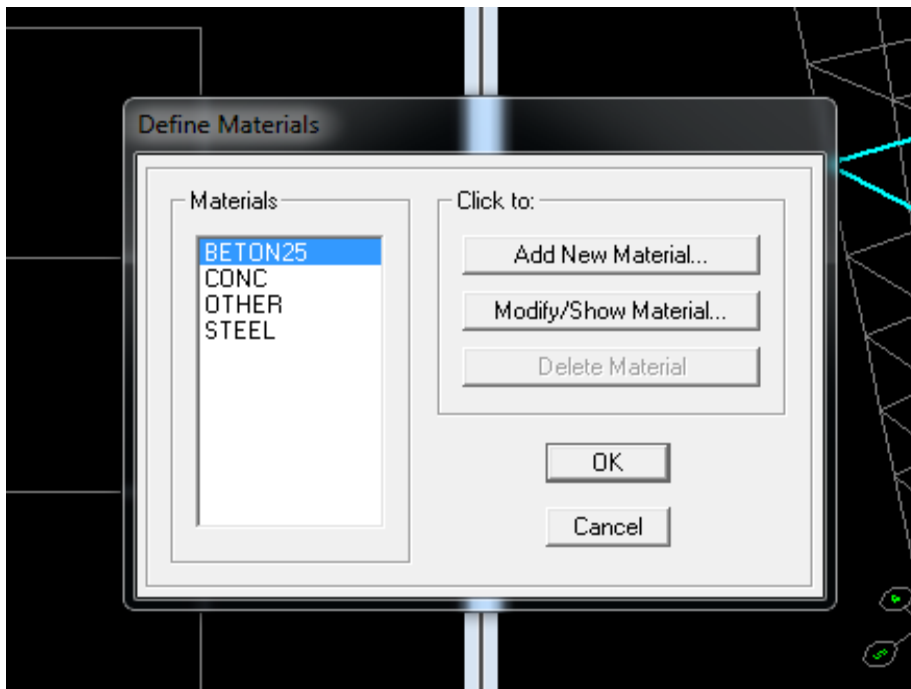 Define Materials
Materials
BETON25
CONC
OTHER
STEEL
Click to:
Add New Material...
Modify/Show Material...
Delete Material
OK
Cancel